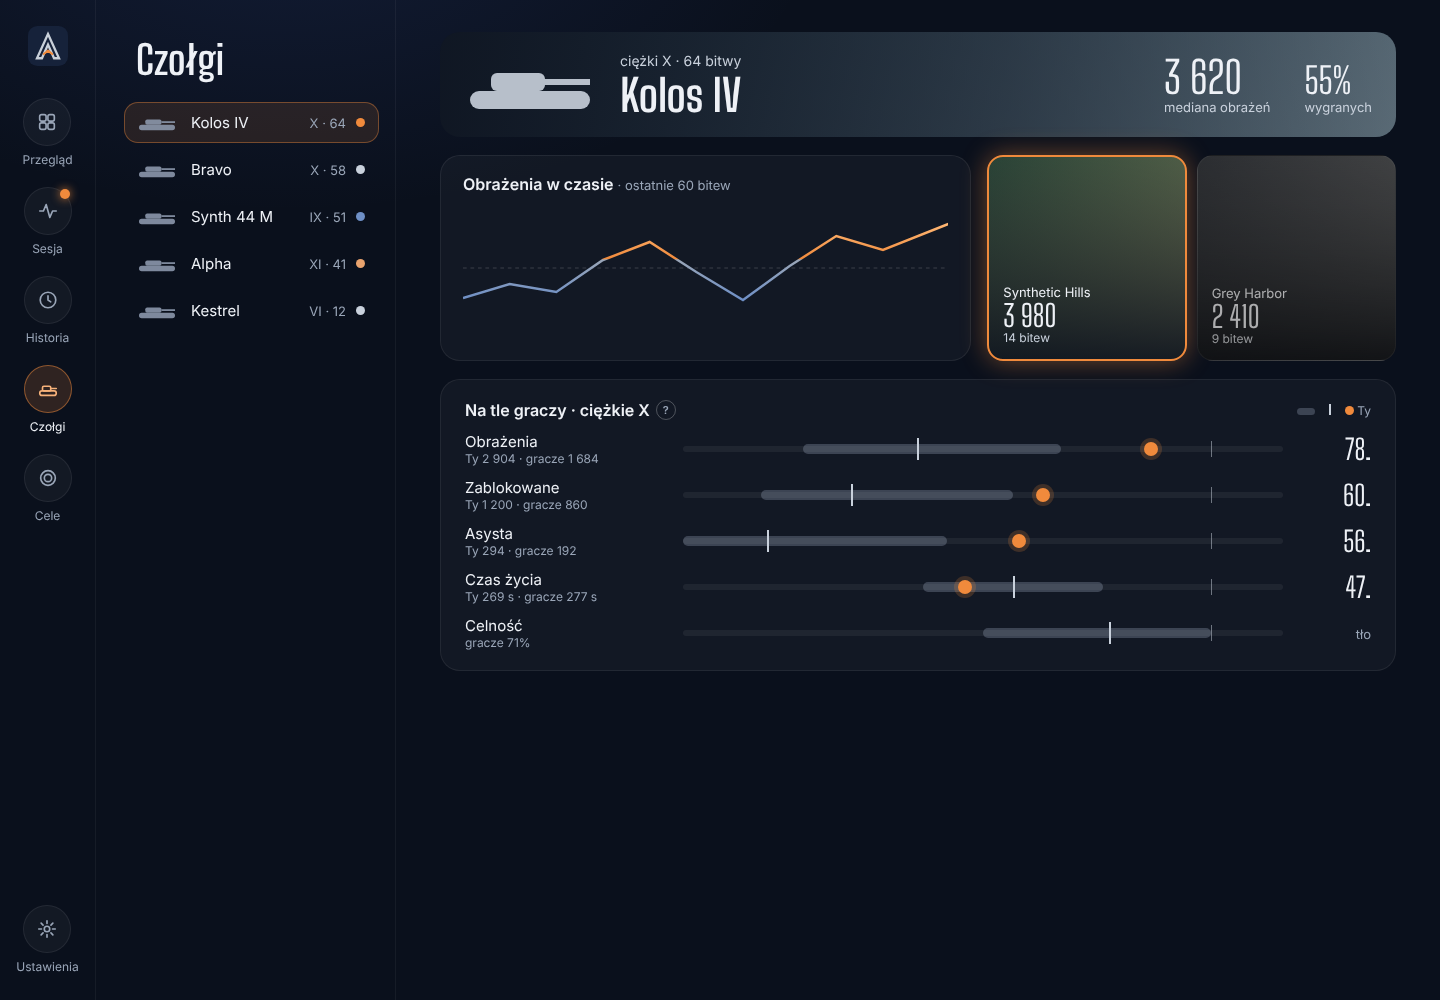 Przegląd
Sesja
Historia
Czołgi
Cele
Ustawienia
Czołgi
Kolos IV X · 64
Bravo X · 58
Synth 44 M IX · 51
Alpha XI · 41
Kestrel VI · 12
ciężki X · 64 bitwy
Kolos IV
3 620
mediana obrażeń
55%
wygranych
Obrażenia w czasie · ostatnie 60 bitew
Synthetic Hills
3 980
14 bitew
Grey Harbor
2 410
9 bitew
Na tle graczy · ciężkie X ?
Ty
Obrażenia
Ty 2 904 · gracze 1 684
78.
Zablokowane
Ty 1 200 · gracze 860
60.
Asysta
Ty 294 · gracze 192
56.
Czas życia
Ty 269 s · gracze 277 s
47.
Celność
gracze 71%
tło